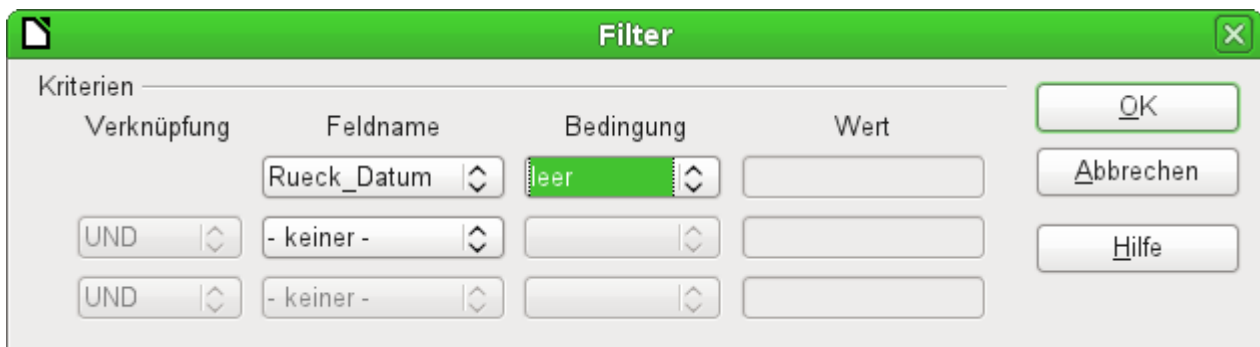 Filter
Kriterien
Verknüpfung Feldname Bedingung Wert
OK
Rueck_Datum leer
Abbrechen
UND - keiner -
Hilfe
UND - keiner -